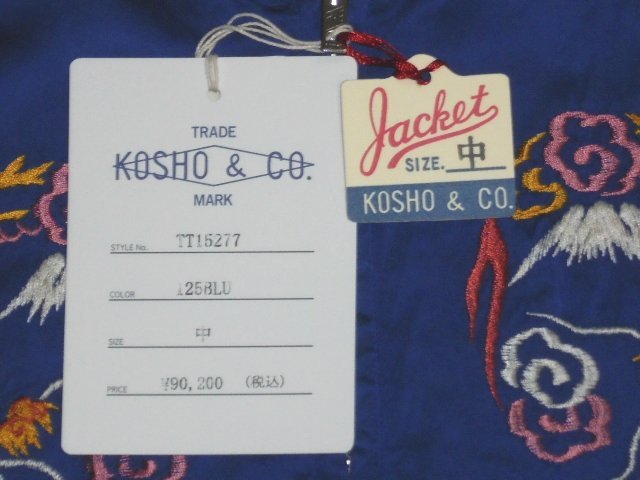 TRADE
KOSHO & CO.
MARK
STYLE No. TT15277
COLOR 125BLU
SIZE 中
PRICE ¥90,200 (税込)
Jacket
SIZE. 中
KOSHO & CO.